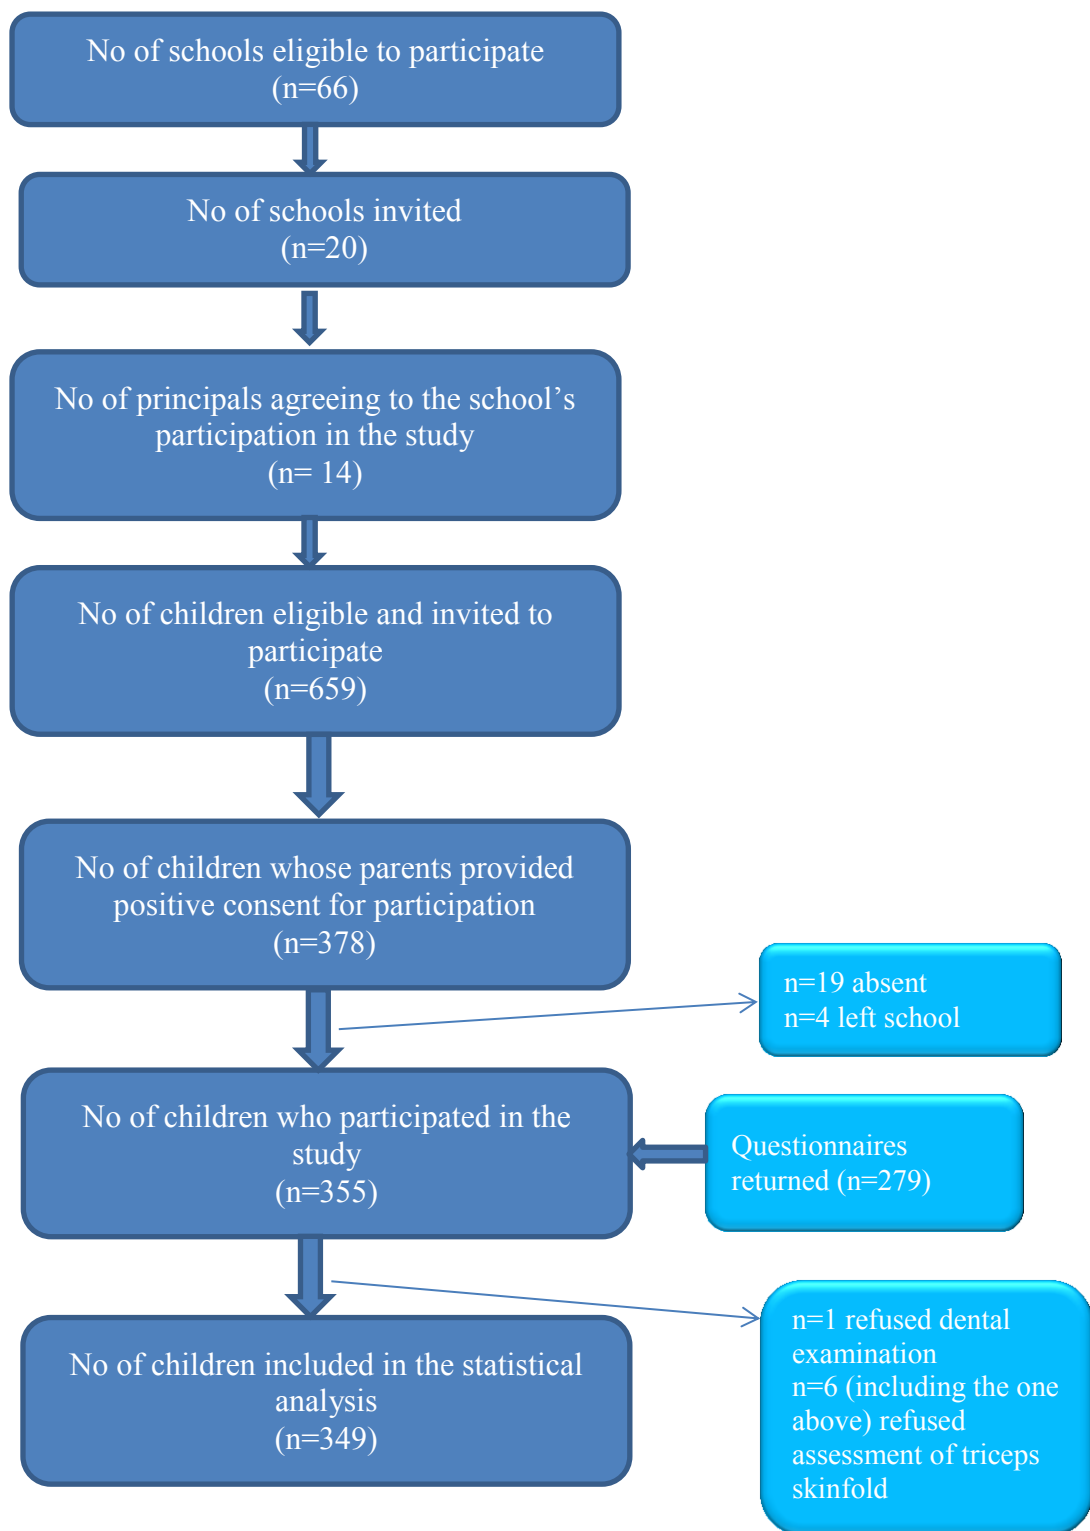 No of schools eligible to participate
(n=66)
No of schools invited
(n=20)
No of principals agreeing to the school’s
participation in the study
(n= 14)
No of children eligible and invited to
participate
(n=659)
No of children whose parents provided
positive consent for participation
(n=378)
n=19 absent
n=4 left school
No of children who participated in the
study
(n=355)
Questionnaires
returned (n=279)
No of children included in the statistical
analysis
(n=349)
n=1 refused dental
examination
n=6 (including the one
above) refused
assessment of triceps
skinfold